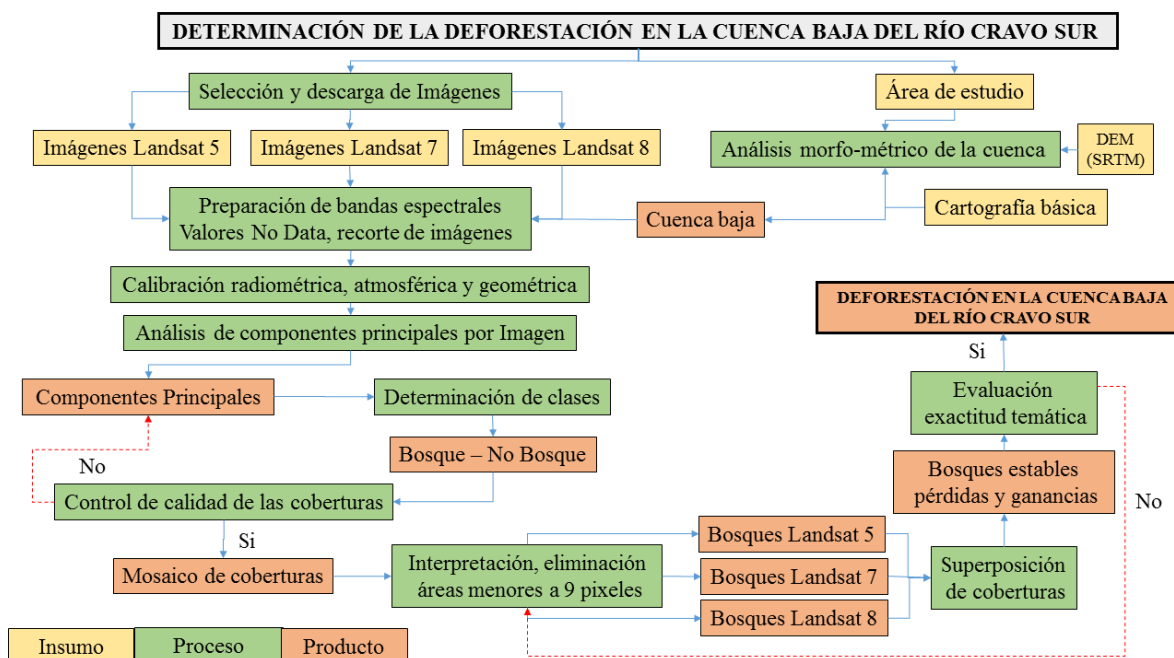 DETERMINACIÓN DE LA DEFORESTACIÓN EN LA CUENCA BAJA DEL RÍO CRAVO SUR
Selección y descarga de Imágenes
Área de estudio
Imágenes Landsat 5
Imágenes Landsat 7
Imágenes Landsat 8
Análisis morfo-métrico de la cuenca
DEM
(SRTM)
Preparación de bandas espectrales
Valores No Data, recorte de imágenes
Cuenca baja
Cartografía básica
Calibración radiométrica, atmosférica y geométrica
Análisis de componentes principales por Imagen
DEFORESTACIÓN EN LA CUENCA BAJA
DEL RÍO CRAVO SUR
Si
Componentes Principales
Determinación de clases
Evaluación
exactitud temática
Bosque – No Bosque
No
Control de calidad de las coberturas
Bosques estables
pérdidas y ganancias
No
Si
Mosaico de coberturas
Interpretación, eliminación
áreas menores a 9 pixeles
Bosques Landsat 5
Bosques Landsat 7
Bosques Landsat 8
Superposición
de coberturas
Insumo
Proceso
Producto